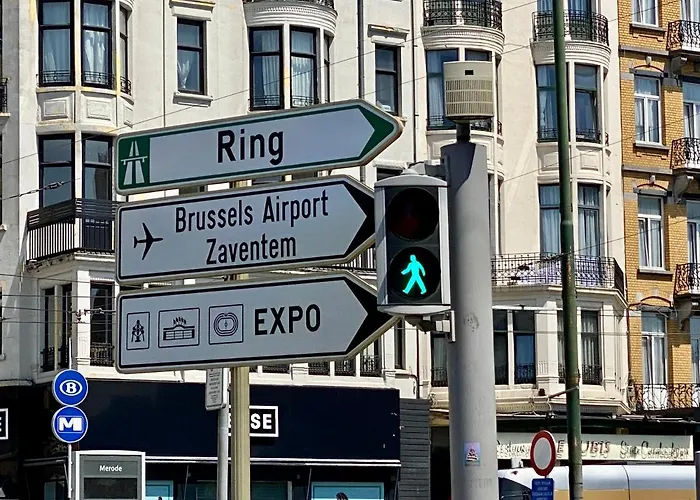 Ring
Brussels Airport
Zaventem
EXPO
B
M
Merode